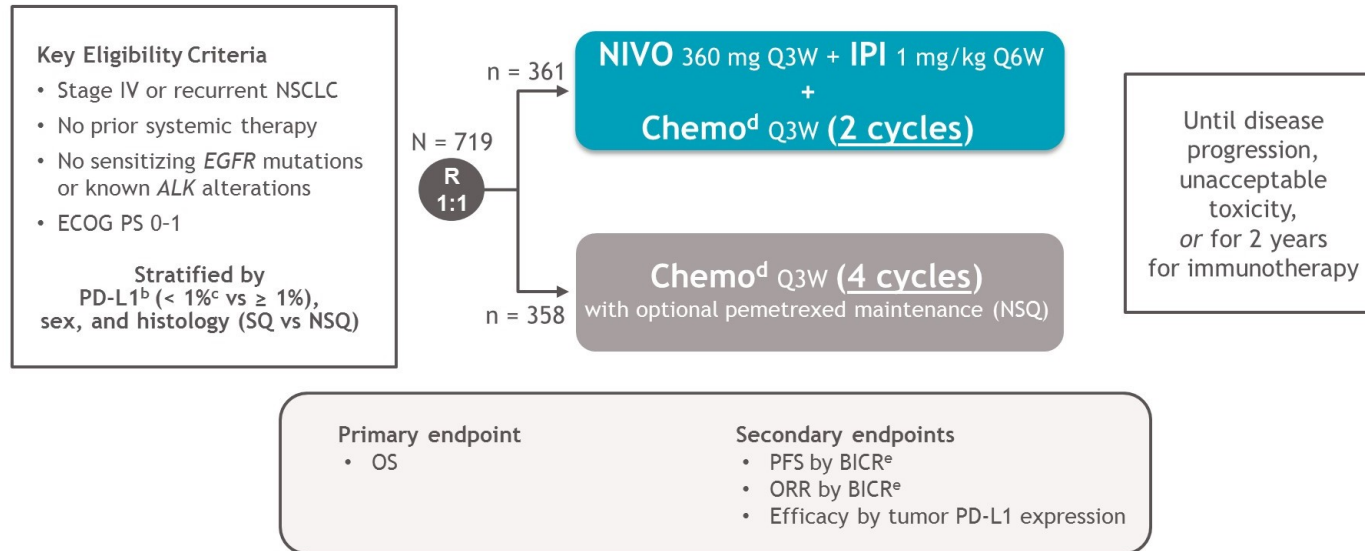 Key Eligibility Criteria
• Stage IV or recurrent NSCLC
• No prior systemic therapy
• No sensitizing EGFR mutations
or known ALK alterations
• ECOG PS 0–1
Stratified by
PD-L1ᵇ (< 1%ᶜ vs ≥ 1%),
sex, and histology (SQ vs NSQ)
N = 719
R
1:1
n = 361
NIVO 360 mg Q3W + IPI 1 mg/kg Q6W
+
Chemoᵈ Q3W (2 cycles)
n = 358
Chemoᵈ Q3W (4 cycles)
with optional pemetrexed maintenance (NSQ)
Until disease
progression,
unacceptable
toxicity,
or for 2 years
for immunotherapy
Primary endpoint
• OS
Secondary endpoints
• PFS by BICRᵉ
• ORR by BICRᵉ
• Efficacy by tumor PD-L1 expression